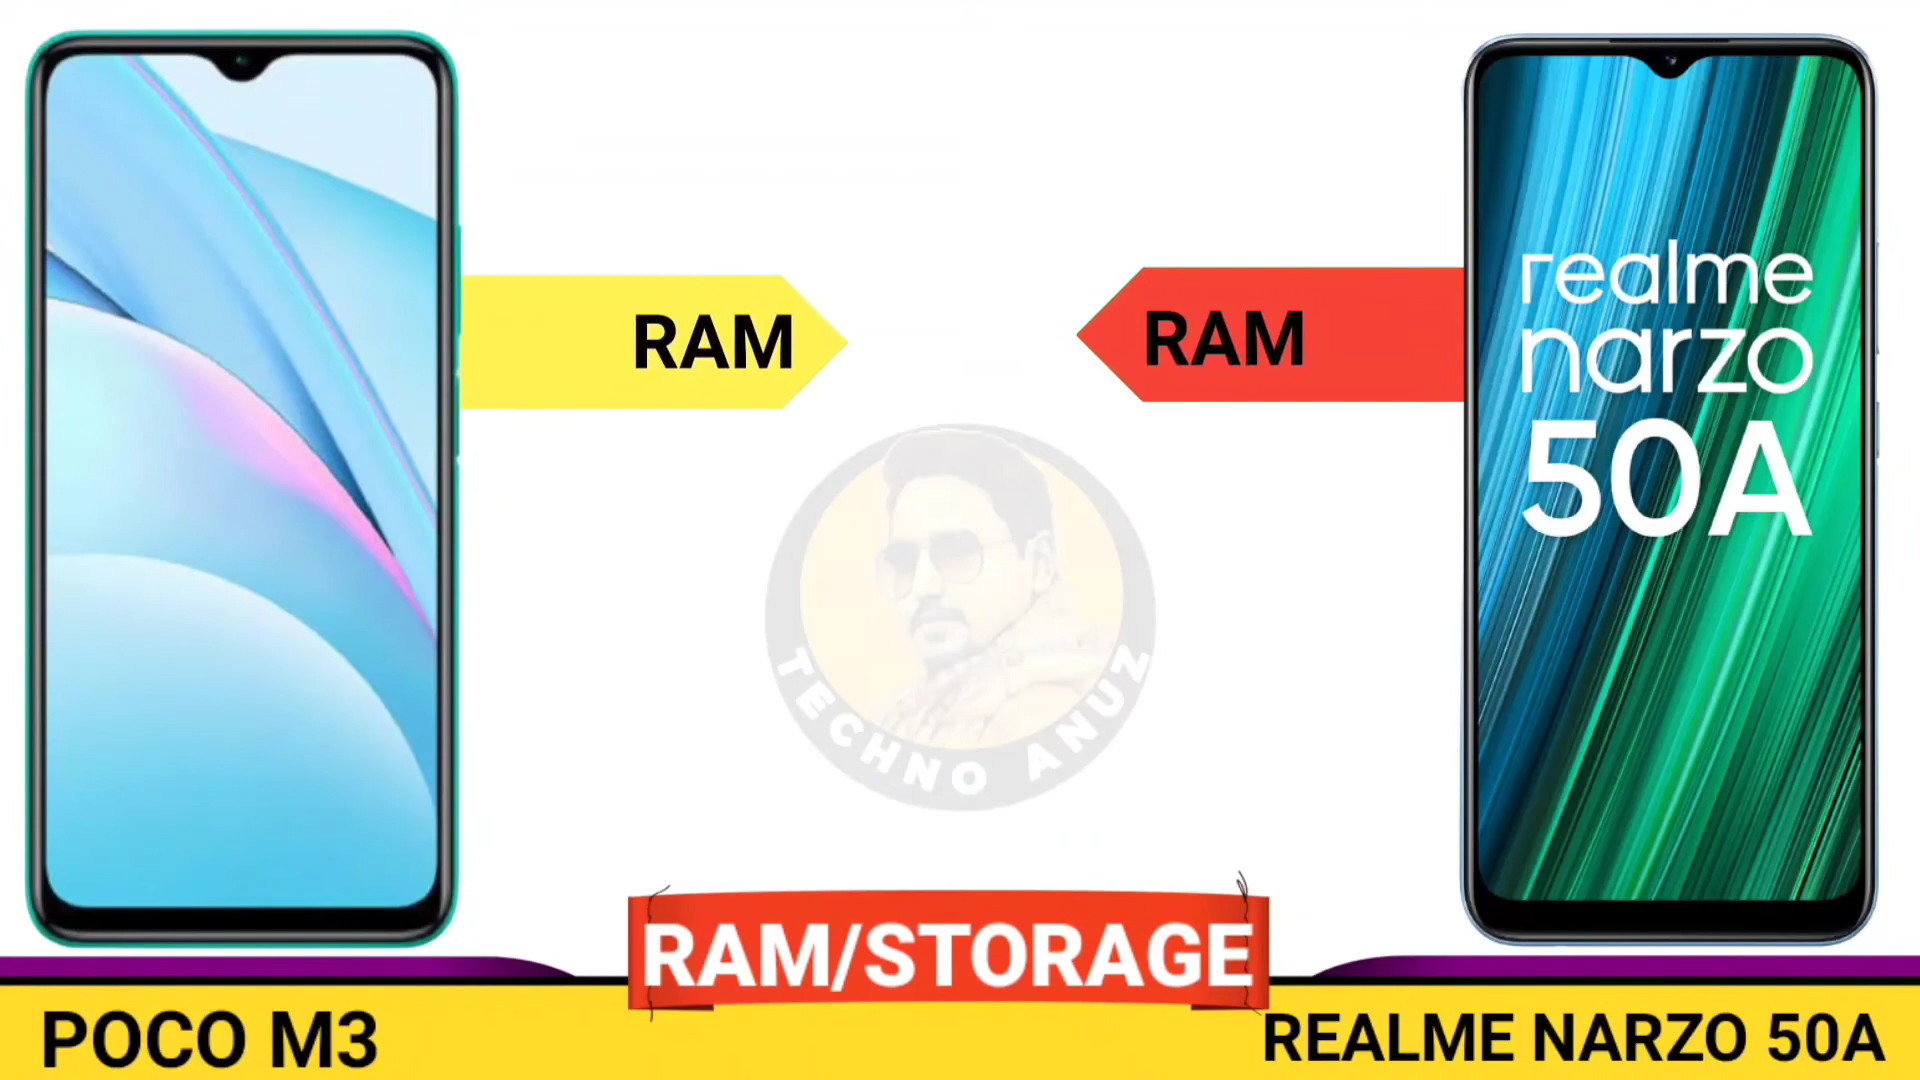 RAM
RAM
realme
narzo
50A
TECHNO ANUZ
RAM/STORAGE
POCO M3
REALME NARZO 50A